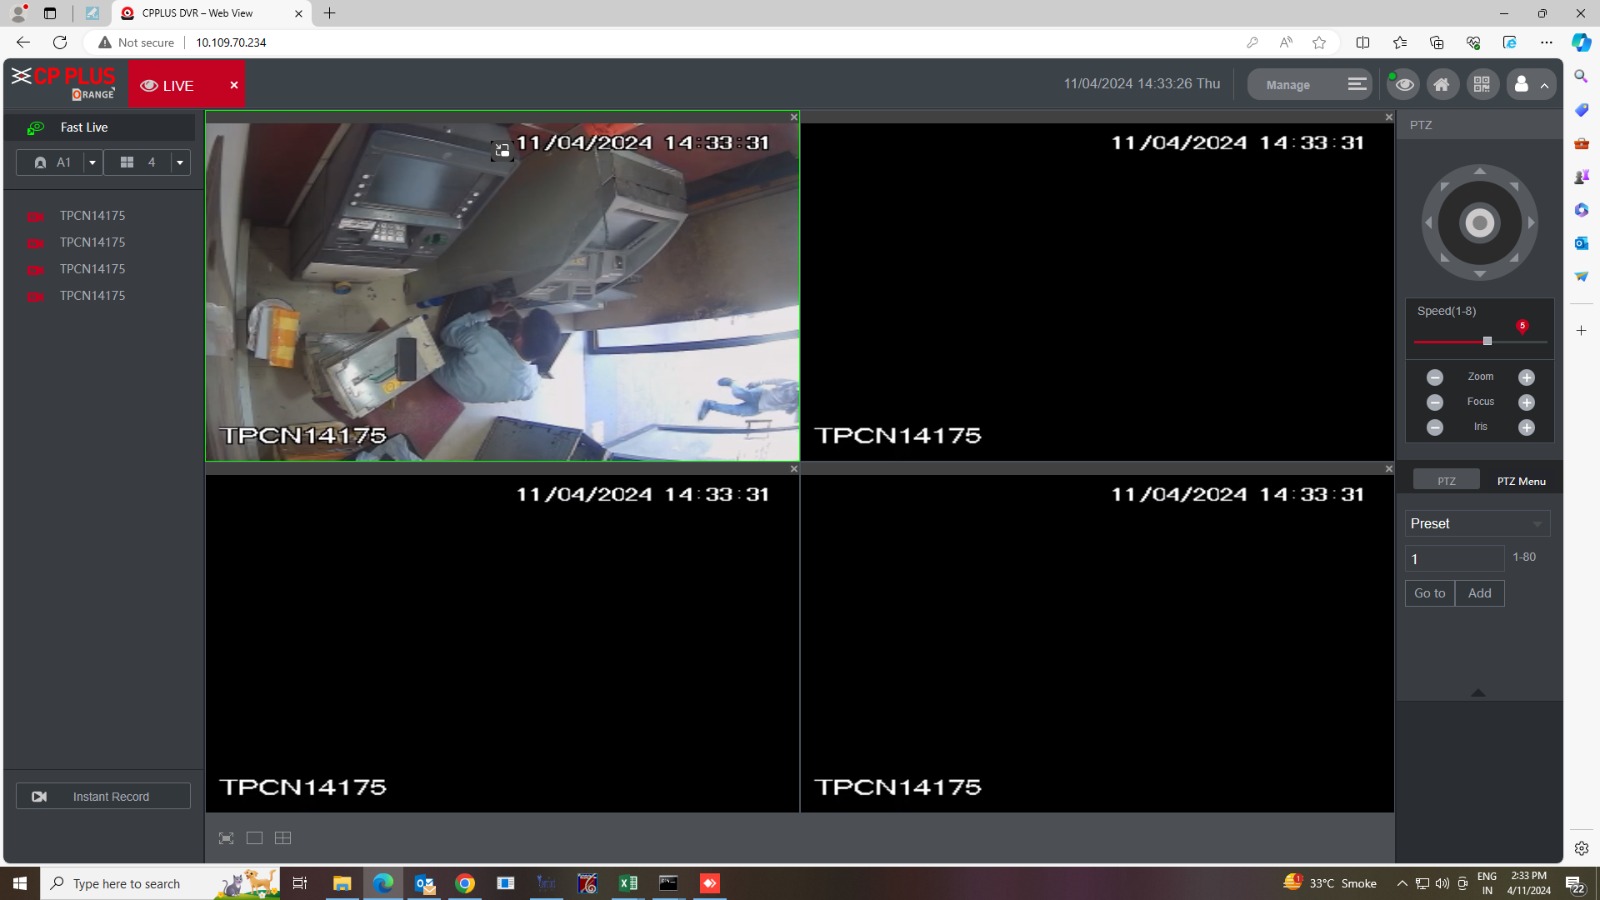 CPPLUS DVR – Web View
Not secure
10.109.70.234
CP PLUS
ORANGE
LIVE
11/04/2024 14:33:26 Thu
Manage
Fast Live
A1
4
TPCN14175
TPCN14175
TPCN14175
TPCN14175
11/04/2024 14:33:31
TPCN14175
11/04/2024 14:33:31
TPCN14175
11/04/2024 14:33:31
TPCN14175
11/04/2024 14:33:31
TPCN14175
PTZ
Speed(1-8)
5
Zoom
Focus
Iris
PTZ
PTZ Menu
Preset
1
1-80
Go to
Add
Instant Record
Type here to search
33°C Smoke
ENG
IN
2:33 PM
4/11/2024
22